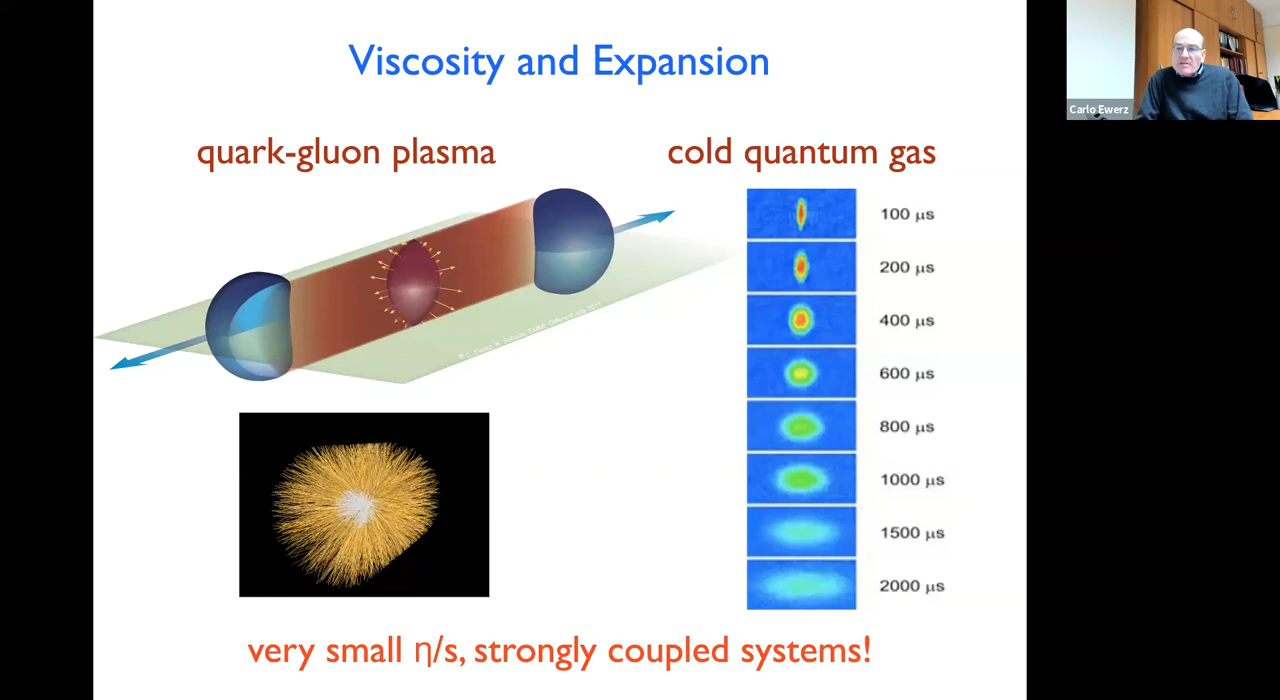 Viscosity and Expansion
quark-gluon plasma
cold quantum gas
100 μs
200 μs
400 μs
600 μs
800 μs
1000 μs
1500 μs
2000 μs
very small η/s, strongly coupled systems!
Carlo Ewerz